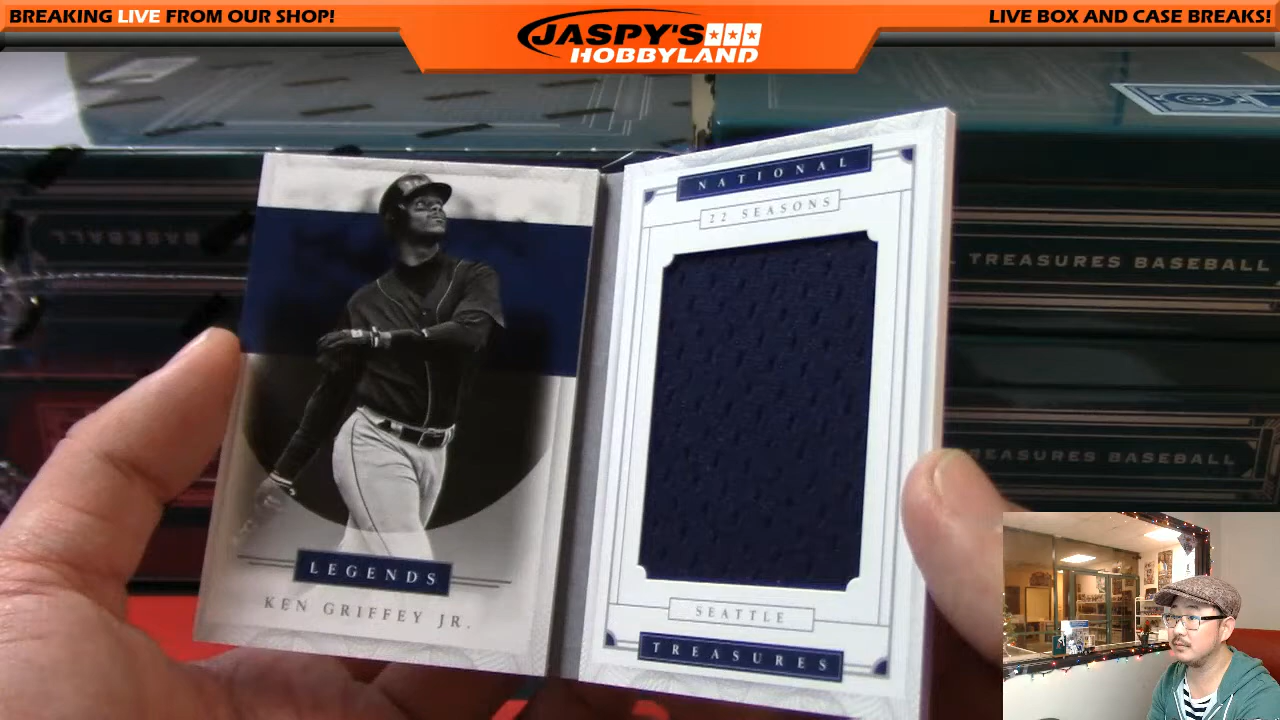 BREAKING LIVE FROM OUR SHOP!
JASPY'S
HOBBYLAND
LIVE BOX AND CASE BREAKS!
NATIONAL
22 SEASONS
LEGENDS
KEN GRIFFEY JR.
SEATTLE
TREASURES
TREASURES BASEBALL
TREASURES BASEBALL
BASEBALL